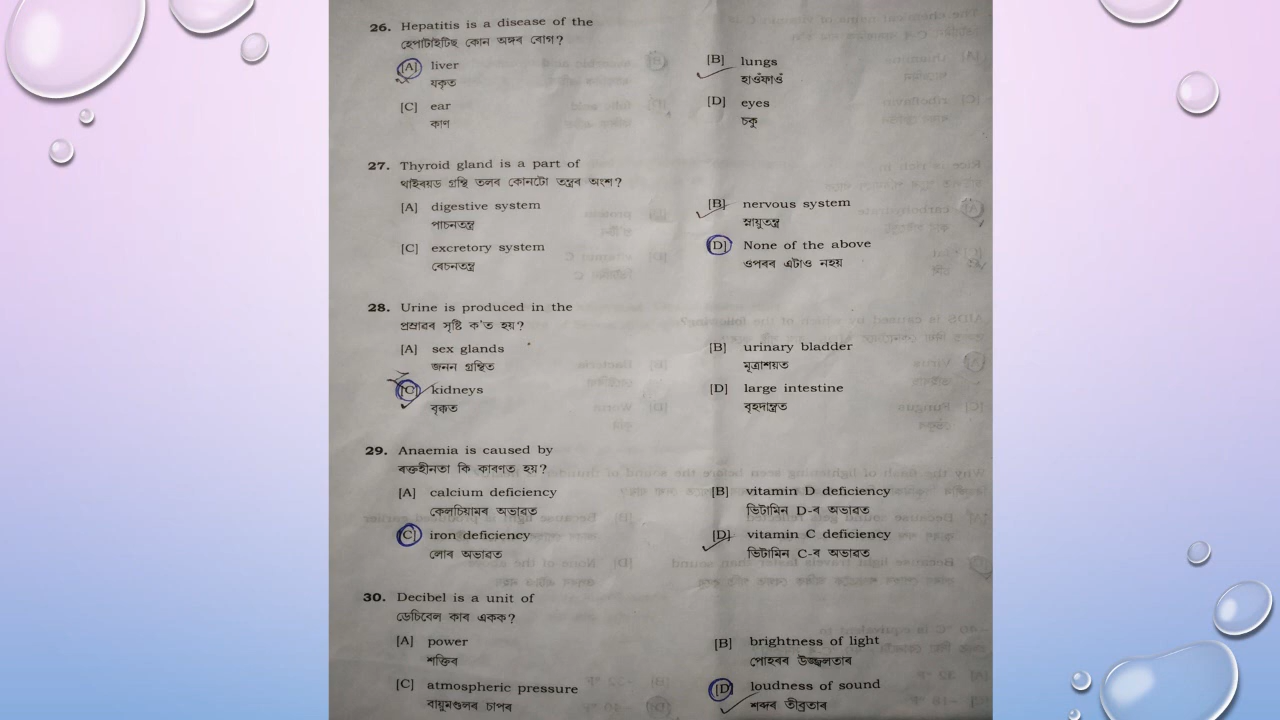 26. Hepatitis is a disease of the
হেপাটাইটিছ কোন অঙ্গৰ ৰোগ?
[A] liver [B] lungs
যকৃত হাওঁফাওঁ
[C] ear [D] eyes
কাণ চকু
27. Thyroid gland is a part of
থাইৰয়ড গ্ৰন্থি তলৰ কোনটো তন্ত্ৰৰ অংশ?
[A] digestive system [B] nervous system
পাচনতন্ত্ৰ স্নায়ুতন্ত্ৰ
[C] excretory system [D] None of the above
ৰেচনতন্ত্ৰ ওপৰৰ এটাও নহয়
28. Urine is produced in the
প্ৰস্ৰাৱৰ সৃষ্টি ক'ত হয়?
[A] sex glands [B] urinary bladder
জনন গ্ৰন্থিত মূত্ৰাশয়ত
[C] kidneys [D] large intestine
বৃক্কত বৃহদান্ত্ৰত
29. Anaemia is caused by
ৰক্তহীনতা কি কাৰণত হয়?
[A] calcium deficiency [B] vitamin D deficiency
কেলচিয়ামৰ অভাৱত ভিটামিন D-ৰ অভাৱত
[C] iron deficiency [D] vitamin C deficiency
লোৰ অভাৱত ভিটামিন C-ৰ অভাৱত
30. Decibel is a unit of
ডেচিবেল কাৰ একক?
[A] power [B] brightness of light
শক্তিৰ পোহৰৰ উজ্জ্বলতাৰ
[C] atmospheric pressure [D] loudness of sound
বায়ুমণ্ডলৰ চাপৰ শব্দৰ তীব্ৰতাৰ